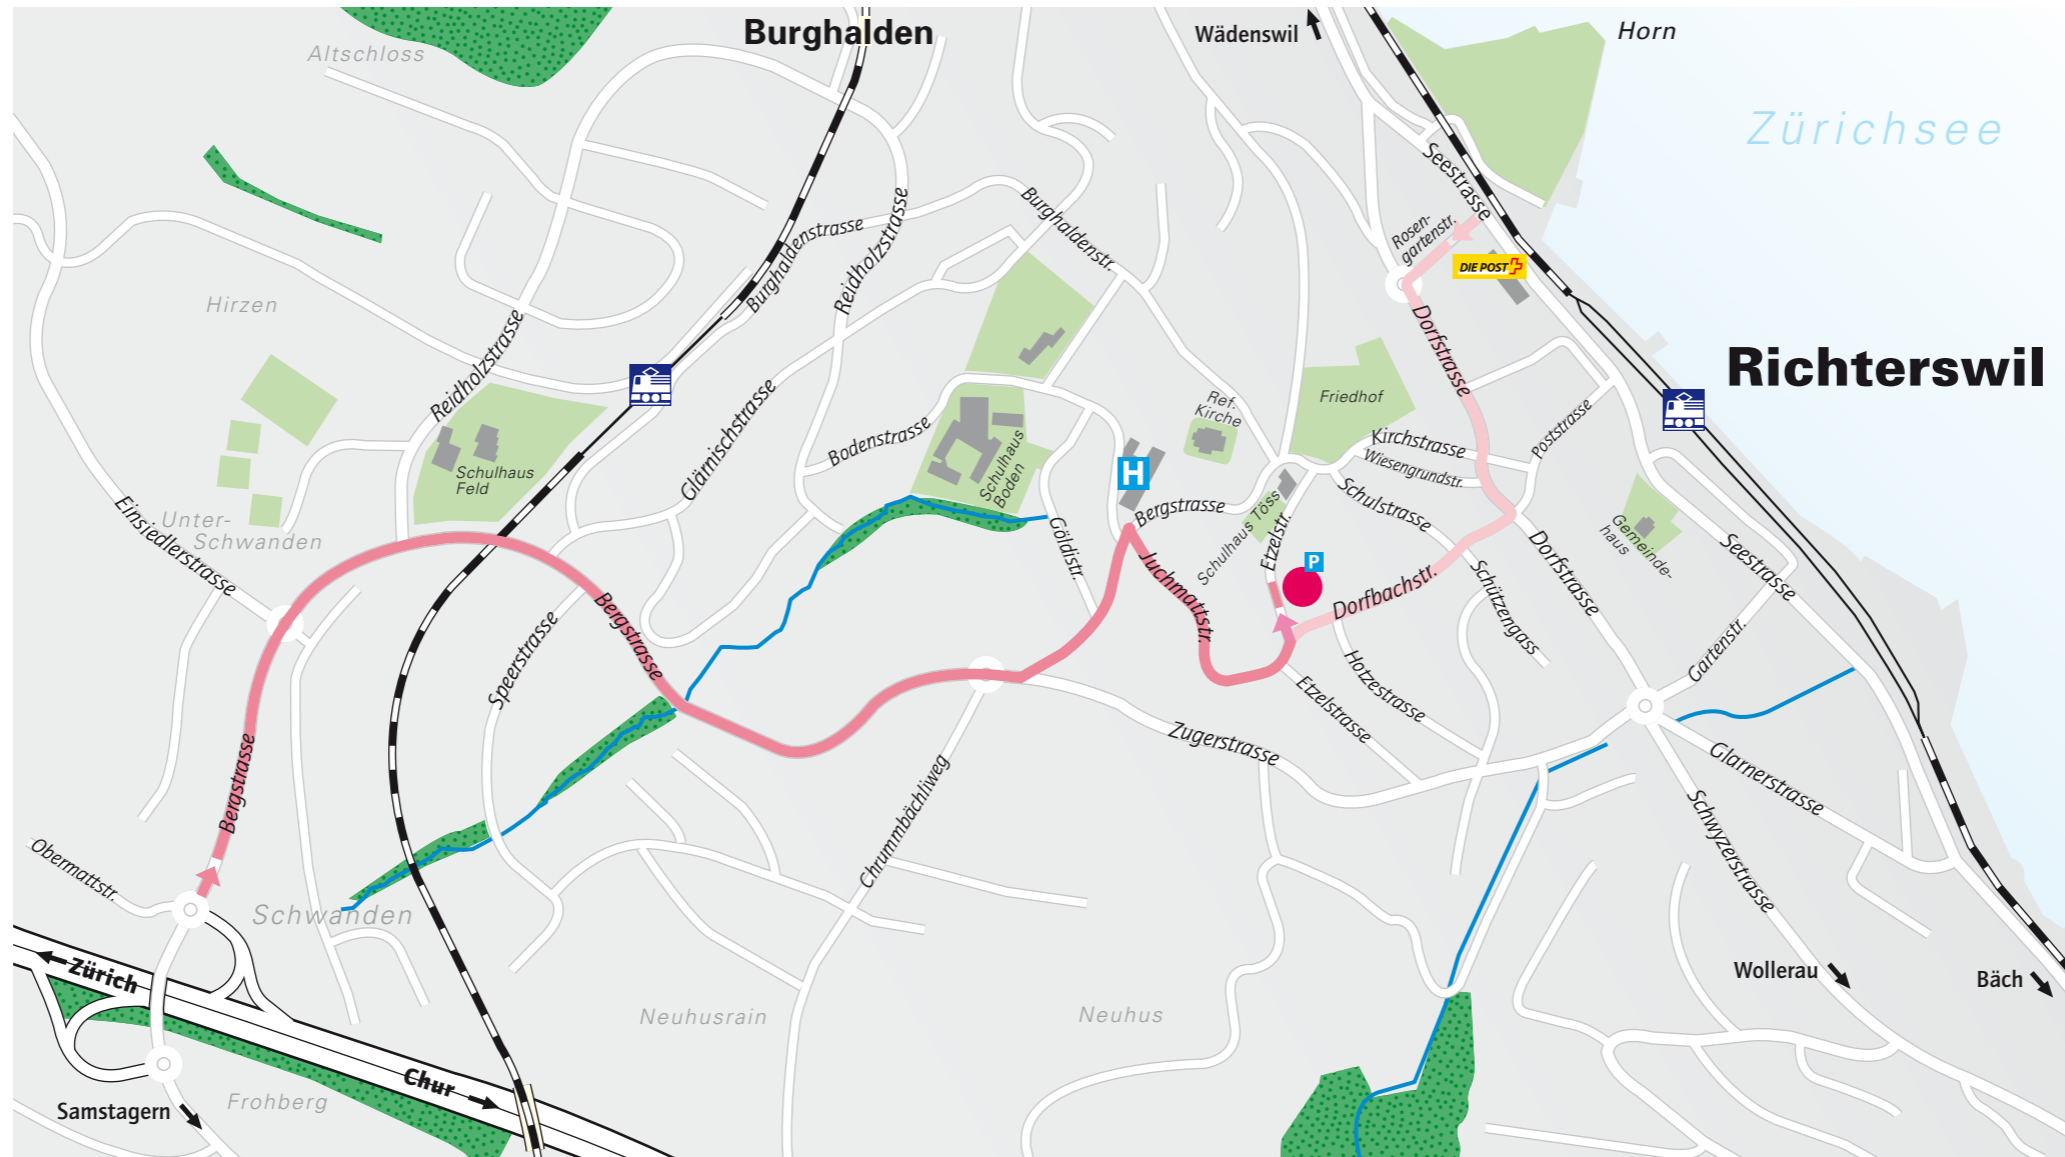 Burghalden
Altschloss
Wädenswil
Horn
Zürichsee
Seestrasse
Rosen-
gartenstr.
DIE POST
Burghaldenstrasse
Reidholzstrasse
Burghaldenstr.
Hirzen
Reidholzstrasse
Dorfstrasse
Richterswil
Glärnischstrasse
Bodenstrasse
Schulhaus
Boden
Ref.
Kirche
Friedhof
Kirchstrasse
Wiesengrundstr.
Poststrasse
Schulhaus
Feld
H
Bergstrasse
Schulstrasse
Schulhaus Töss
Etzelstr.
P
Einsiedlerstrasse
Unter-
Schwanden
Göldistr.
Juchmattstr.
Dorfbachstr.
Schützengass
Dorfstrasse
Gemeinde-
haus
Seestrasse
Gartenstr.
Speerstrasse
Bergstrasse
Hotzestrasse
Etzelstrasse
Zugerstrasse
Bergstrasse
Chrummbächliweg
Glarnerstrasse
Schwyzerstrasse
Obermattstr.
Schwanden
Zürich
Wollerau
Bäch
Neuhusrain
Neuhus
Chur
Frohberg
Samstagern